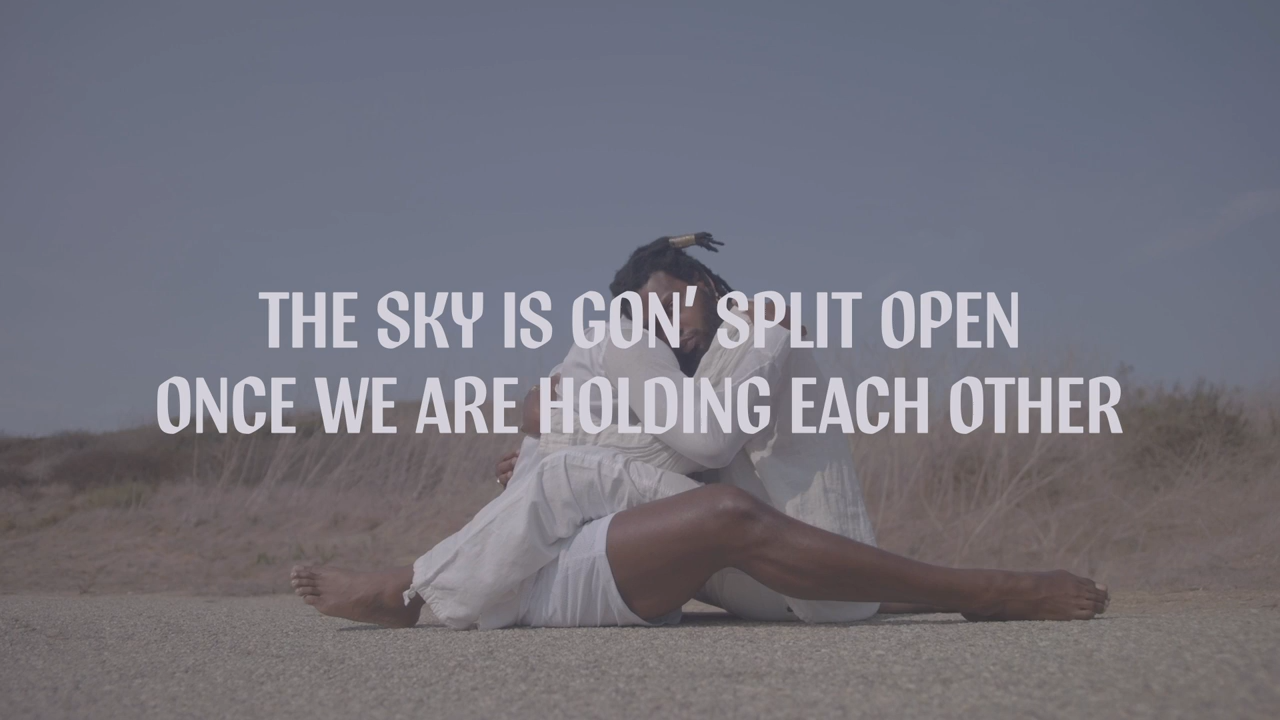 THE SKY IS GON' SPLIT OPEN
ONCE WE ARE HOLDING EACH OTHER